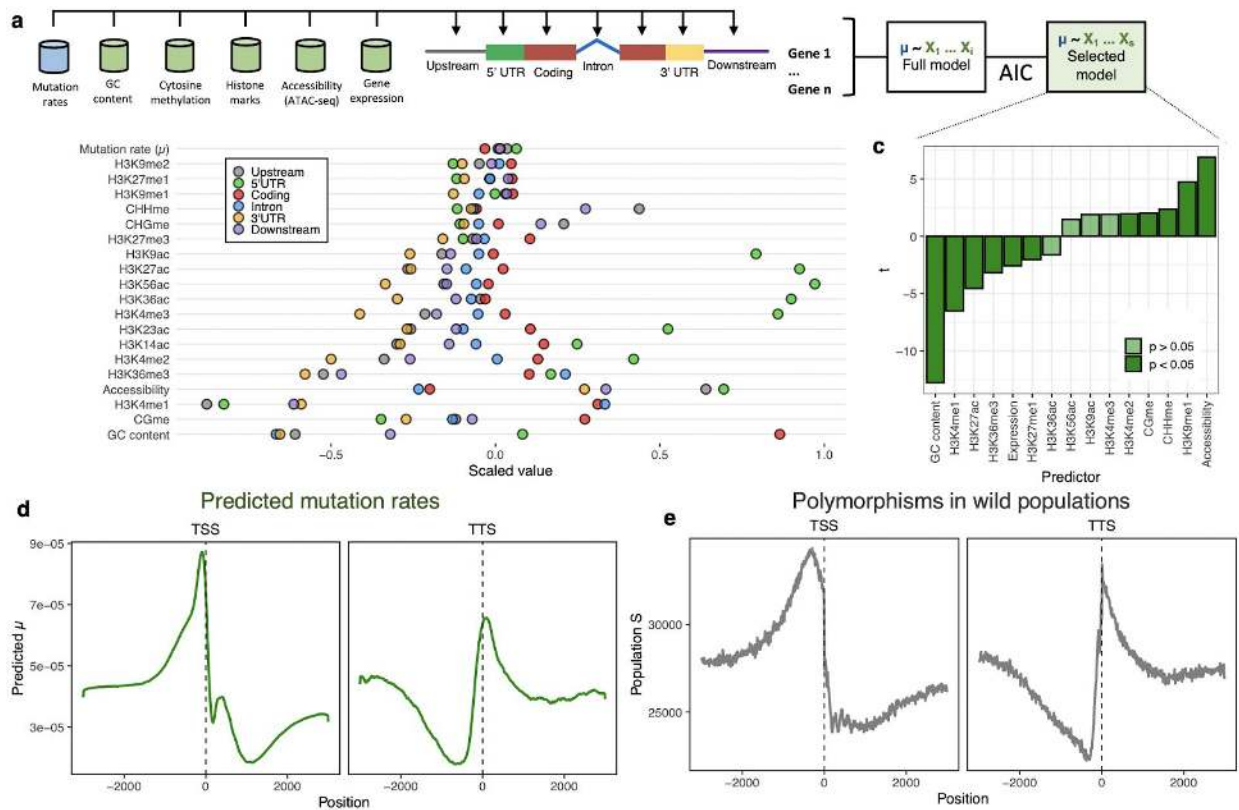 a
Mutation
rates
GC
content
Cytosine
methylation
Histone
marks
Accessibility
(ATAC-seq)
Gene
expression
Upstream
5' UTR
Coding
Intron
3' UTR
Downstream
Gene 1
...
Gene n
μ ~ X₁ ... Xᵢ
Full model
AIC
μ ~ X₁ ... Xₛ
Selected
model
Mutation rate (μ)
H3K9me2
H3K27me1
H3K9me1
CHHme
CHGme
H3K27me3
H3K9ac
H3K27ac
H3K56ac
H3K36ac
H3K4me3
H3K23ac
H3K14ac
H3K4me2
H3K36me3
Accessibility
H3K4me1
CGme
GC content
Upstream
5'UTR
Coding
Intron
3'UTR
Downstream
−0.5 0.0 0.5 1.0
Scaled value
c
5
0
−5
−10
t
p > 0.05
p < 0.05
GC content
H3K4me1
H3K27ac
H3K36me3
Expression
H3K27me1
H3K36ac
H3K56ac
H3K9ac
H3K4me3
H3K4me2
CGme
CHHme
H3K9me1
Accessibility
Predictor
d
Predicted mutation rates
TSS TTS
9e−05
7e−05
5e−05
3e−05
Predicted μ
−2000 0 2000 −2000 0 2000
Position
e
Polymorphisms in wild populations
TSS TTS
30000
25000
Population S
−2000 0 2000 −2000 0 2000
Position